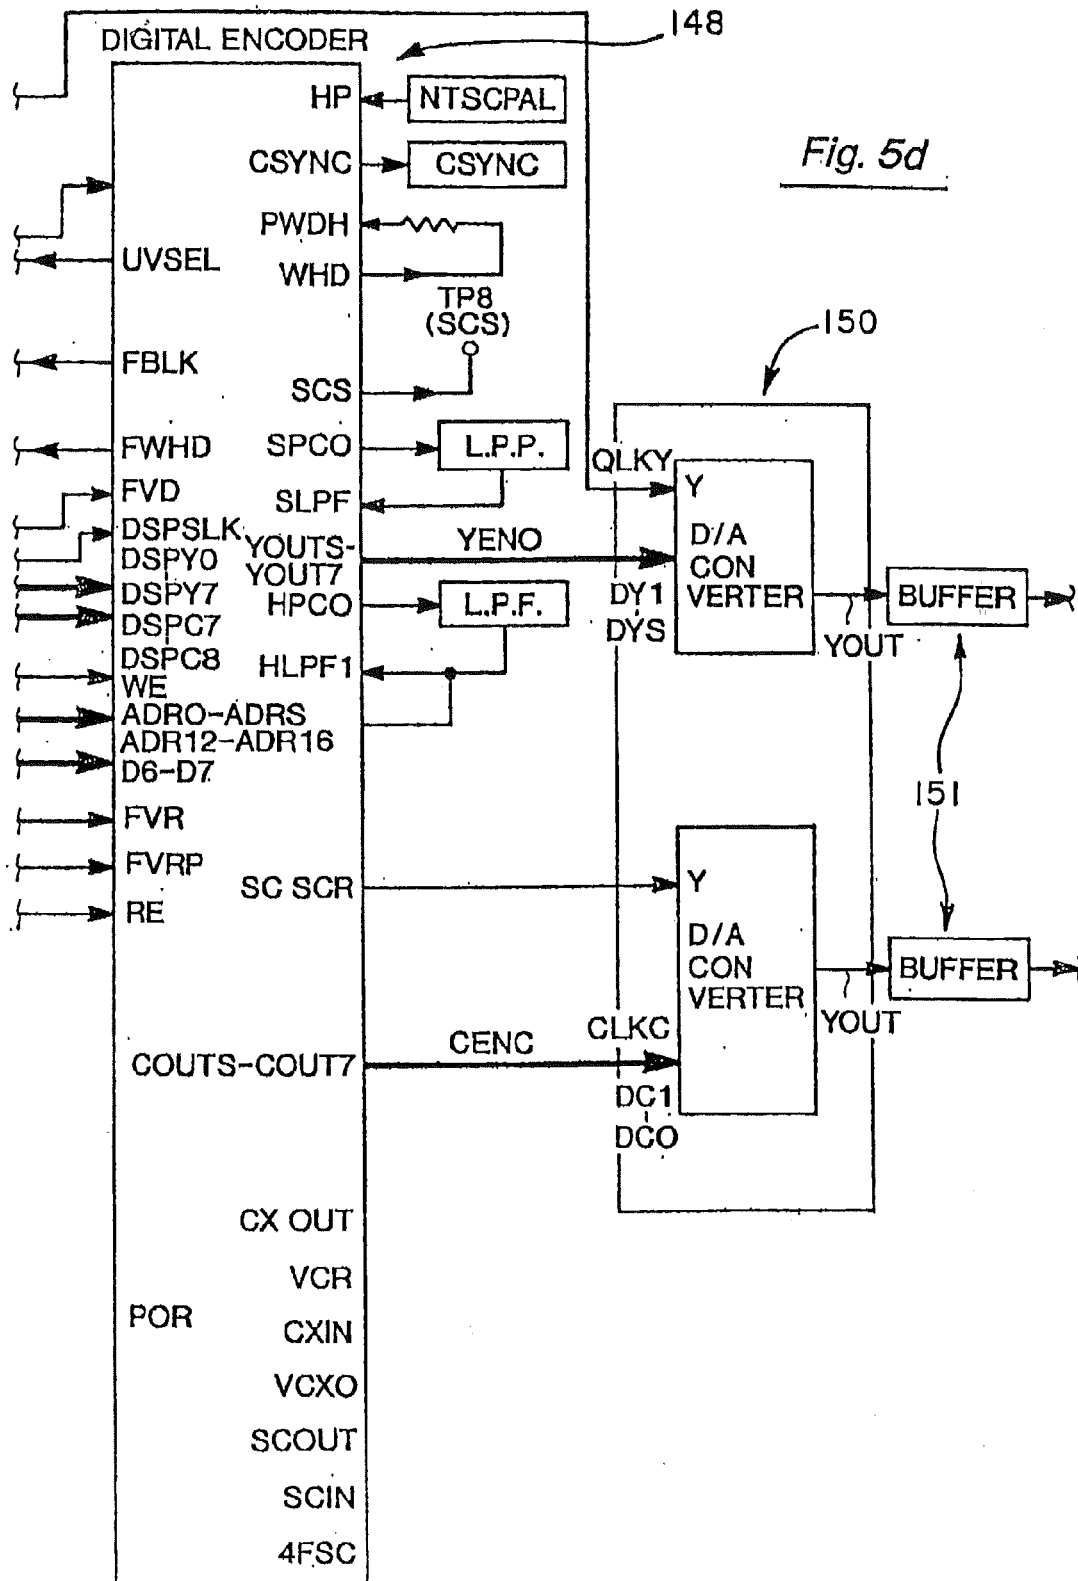 148
DIGITAL ENCODER
HP
NTSCPAL
CSYNC
CSYNC
Fig. 5d
PWDH
UVSEL
WHD
TP8
(SCS)
150
FBLK
SCS
FWHD
SPCO
L.P.P.
QLKY
Y
FVD
SLPF
DSPSLK
YOUTS-
YENO
D/A
CON
VERTER
DSPY0
YOUT7
DSPY7
HPCO
L.P.F.
DY1
DYS
BUFFER
DSPC7
YOUT
DSPC8
HLPF1
WE
ADR0-ADRS
ADR12-ADR16
D6-D7
151
FVR
FVRP
SC SCR
Y
RE
D/A
CON
VERTER
BUFFER
YOUT
CENC
CLKC
COUTS-COUT7
DC1
DCO
CX OUT
VCR
POR
CXIN
VCXO
SCOUT
SCIN
4FSC